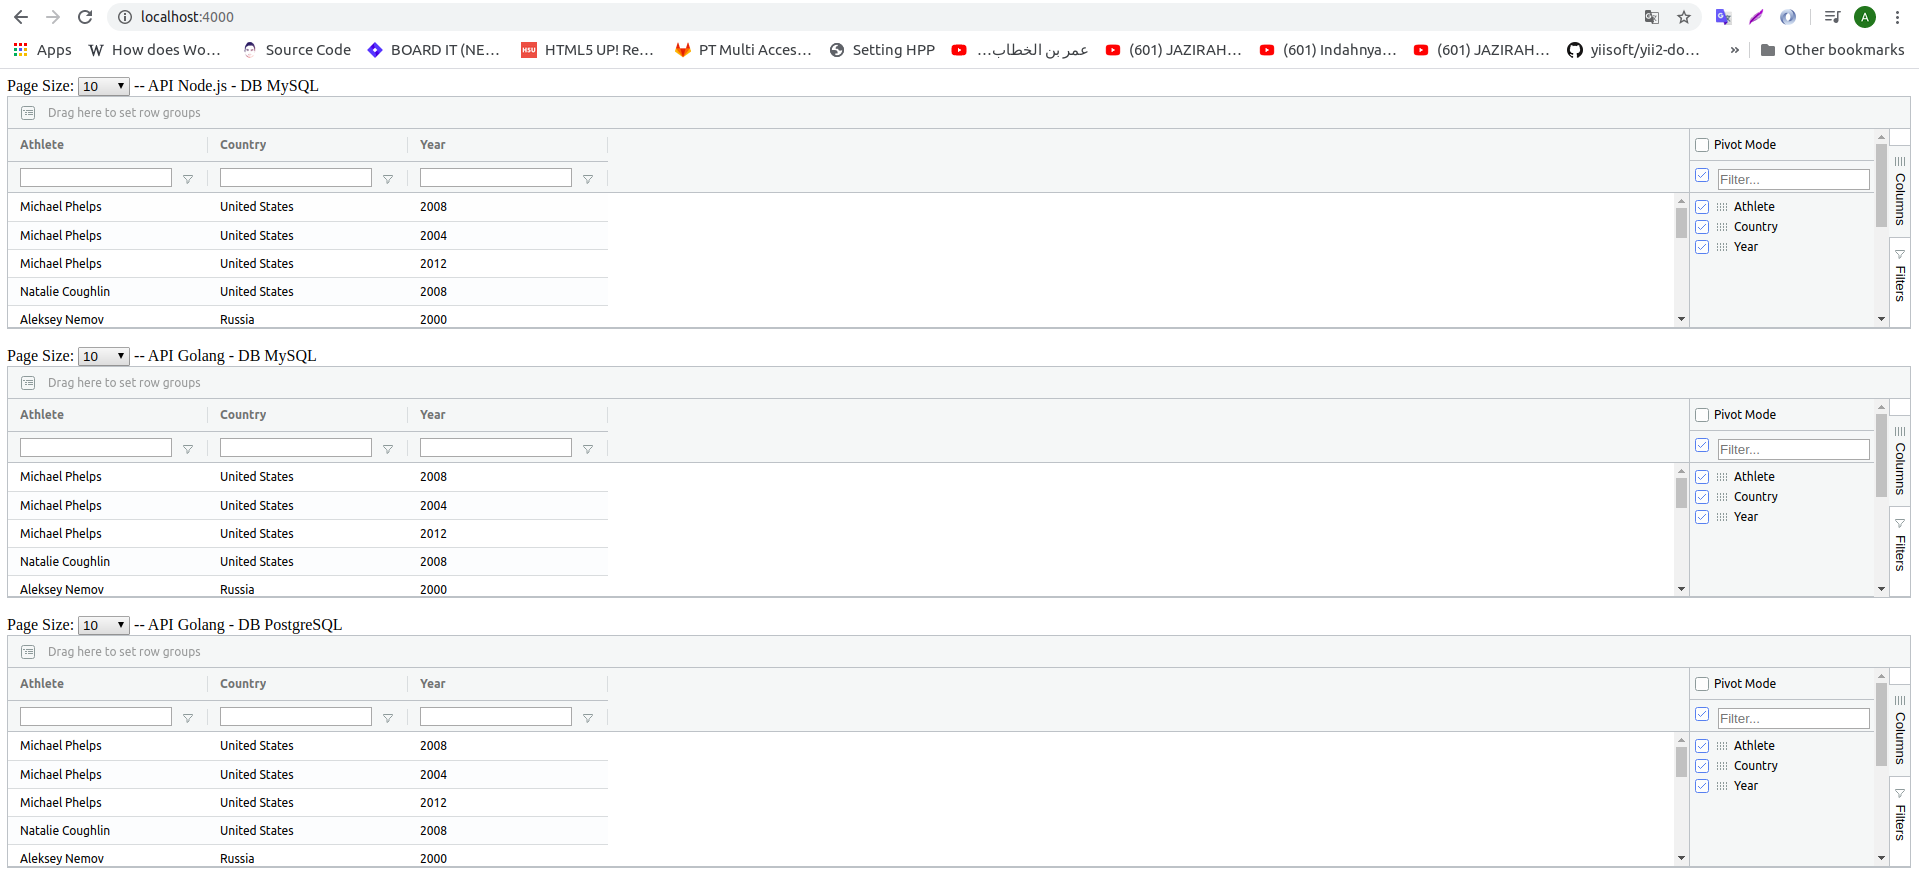 localhost:4000
Apps How does Wo... Source Code BOARD IT (NE... HTML5 UP! Re... PT Multi Acces... Setting HPP عمر بن الخطاب... (601) JAZIRAH... (601) Indahnya... (601) JAZIRAH... yiisoft/yii2-do... » Other bookmarks
Page Size: 10 -- API Node.js - DB MySQL
Drag here to set row groups
Athlete Country Year Pivot Mode
Filter...
Michael Phelps United States 2008 Athlete
Michael Phelps United States 2004 Country
Michael Phelps United States 2012 Year
Natalie Coughlin United States 2008
Aleksey Nemov Russia 2000
Columns
Filters
Page Size: 10 -- API Golang - DB MySQL
Drag here to set row groups
Athlete Country Year Pivot Mode
Filter...
Michael Phelps United States 2008 Athlete
Michael Phelps United States 2004 Country
Michael Phelps United States 2012 Year
Natalie Coughlin United States 2008
Aleksey Nemov Russia 2000
Columns
Filters
Page Size: 10 -- API Golang - DB PostgreSQL
Drag here to set row groups
Athlete Country Year Pivot Mode
Filter...
Michael Phelps United States 2008 Athlete
Michael Phelps United States 2004 Country
Michael Phelps United States 2012 Year
Natalie Coughlin United States 2008
Aleksey Nemov Russia 2000
Columns
Filters